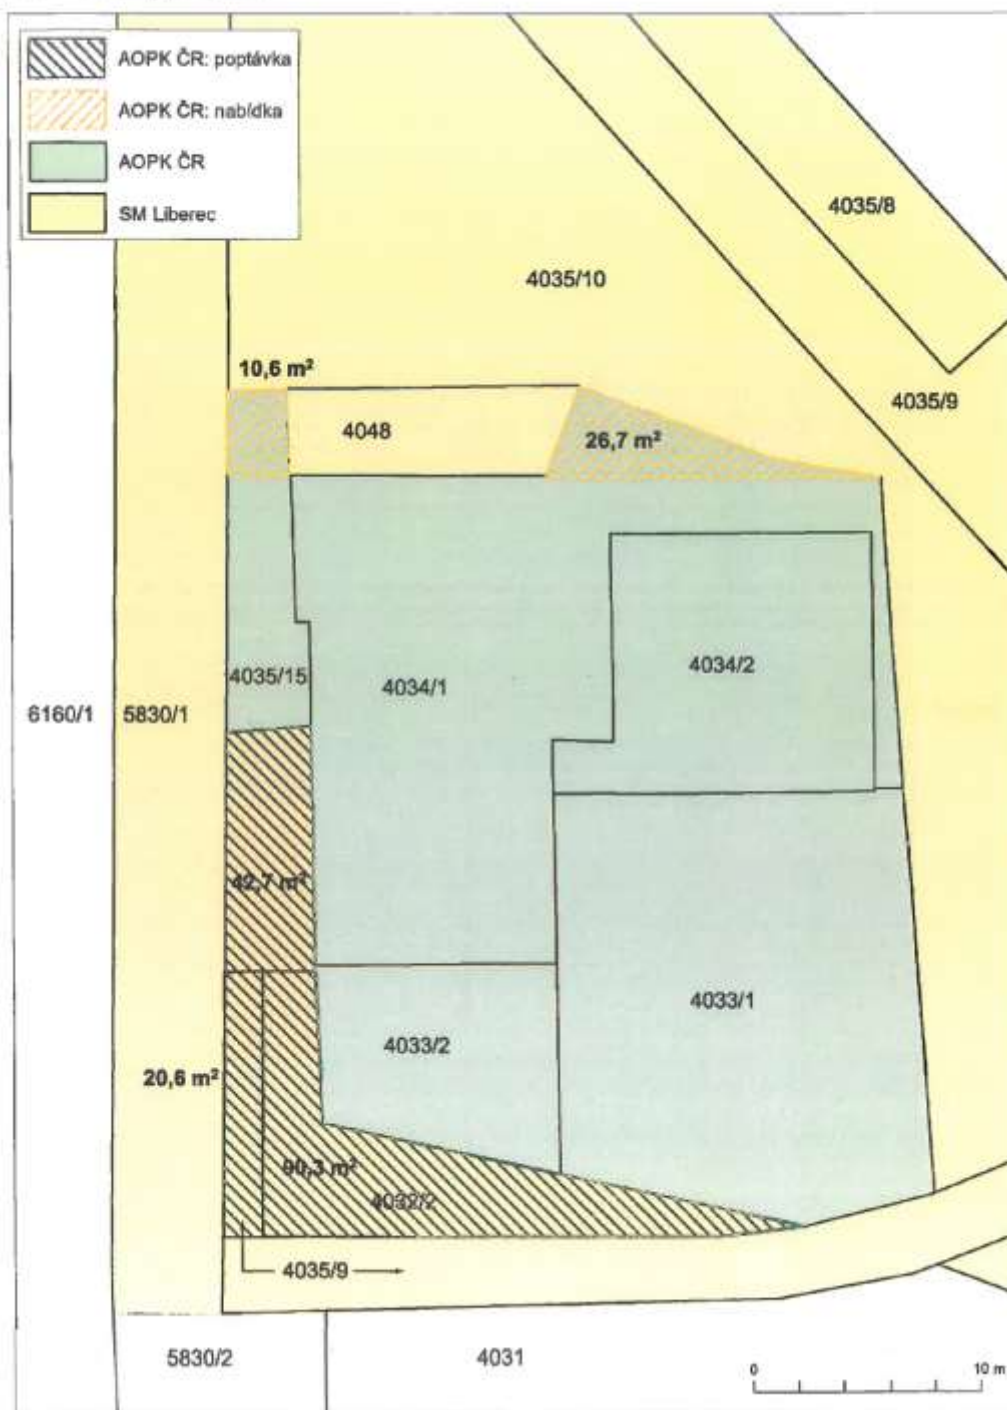 AOPK ČR: poptávka
AOPK ČR: nabídka
AOPK ČR
SM Liberec
4035/8
4035/10
4035/9
10,6 m²
4048
26,7 m²
4035/15
4034/1
4034/2
6160/1
5830/1
42,7 m²
4033/1
4033/2
20,6 m²
90,3 m²
4032/2
4035/9
5830/2
4031
0
10 m